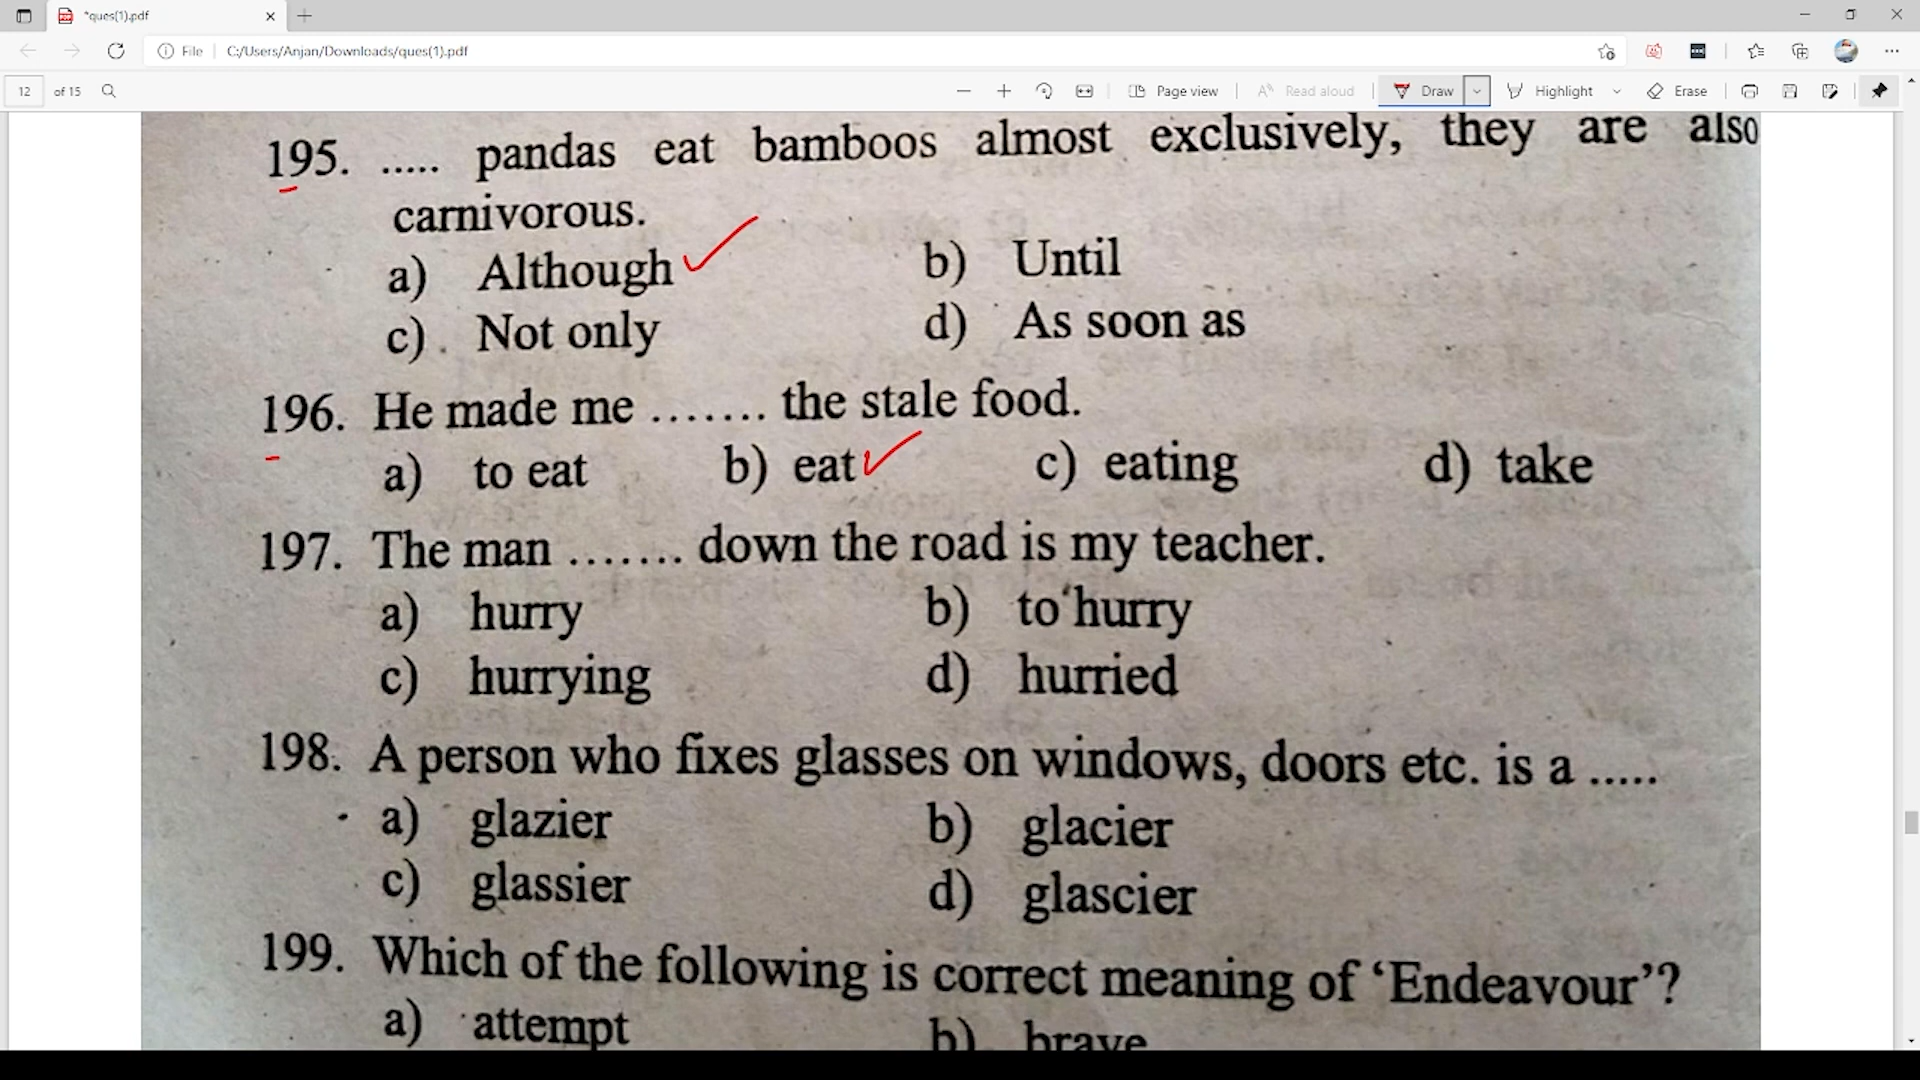 *ques(1).pdf
File C:/Users/Anjan/Downloads/ques(1).pdf
12 of 15 Page view Read aloud Draw Highlight Erase
195. ..... pandas eat bamboos almost exclusively, they are also
carnivorous.
a) Although b) Until
c) Not only d) As soon as
196. He made me ....... the stale food.
a) to eat b) eat c) eating d) take
197. The man ....... down the road is my teacher.
a) hurry b) to hurry
c) hurrying d) hurried
198. A person who fixes glasses on windows, doors etc. is a .....
a) glazier b) glacier
c) glassier d) glascier
199. Which of the following is correct meaning of ‘Endeavour’?
a) attempt b) brave